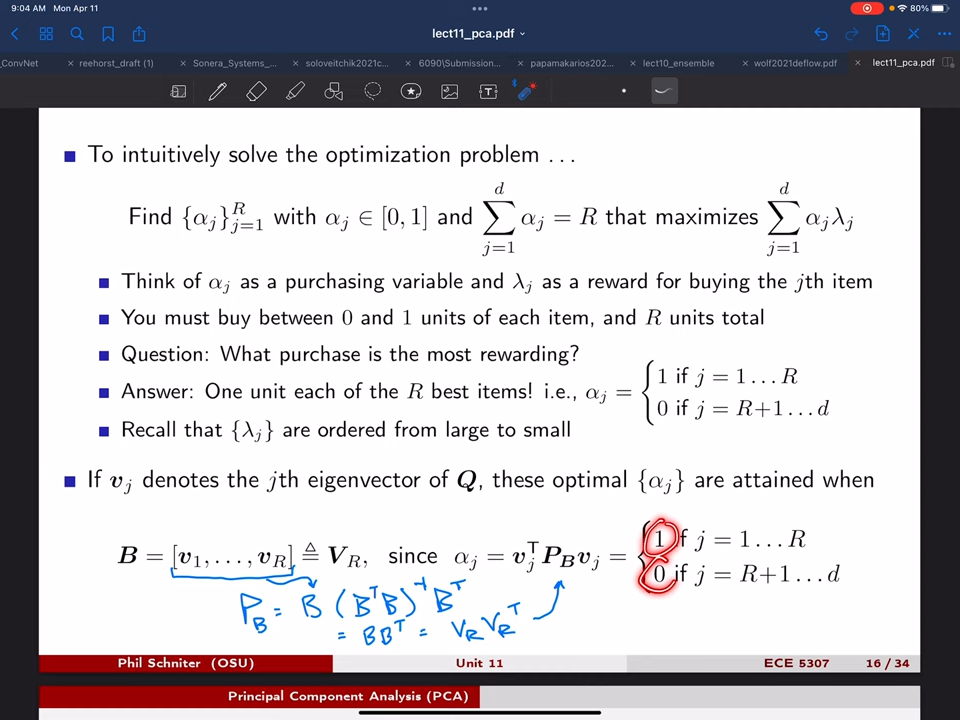 9:04 AM Mon Apr 11
80%
lect11_pca.pdf
_ConvNet
reehorst_draft (1)
Sonera_Systems_...
soloveitchik2021c...
6090\Submission...
papamakarios202...
lect10_ensemble
wolf2021deflow.pdf
lect11_pca.pdf
To intuitively solve the optimization problem ...
Find {α_j}_{j=1}^R with α_j ∈ [0, 1] and ∑_{j=1}^d α_j = R that maximizes ∑_{j=1}^d α_j λ_j
Think of α_j as a purchasing variable and λ_j as a reward for buying the jth item
You must buy between 0 and 1 units of each item, and R units total
Question: What purchase is the most rewarding?
Answer: One unit each of the R best items! i.e., α_j = { 1 if j = 1 ... R
0 if j = R+1 ... d
Recall that {λ_j} are ordered from large to small
If v_j denotes the jth eigenvector of Q, these optimal {α_j} are attained when
B = [v_1, ..., v_R] ≜ V_R, since α_j = v_j^T P_B v_j = { 1 if j = 1 ... R
0 if j = R+1 ... d
P_B = B (B^T B)^{-1} B^T
= B B^T = V_R V_R^T
Phil Schniter (OSU)
Unit 11
ECE 5307
16 / 34
Principal Component Analysis (PCA)